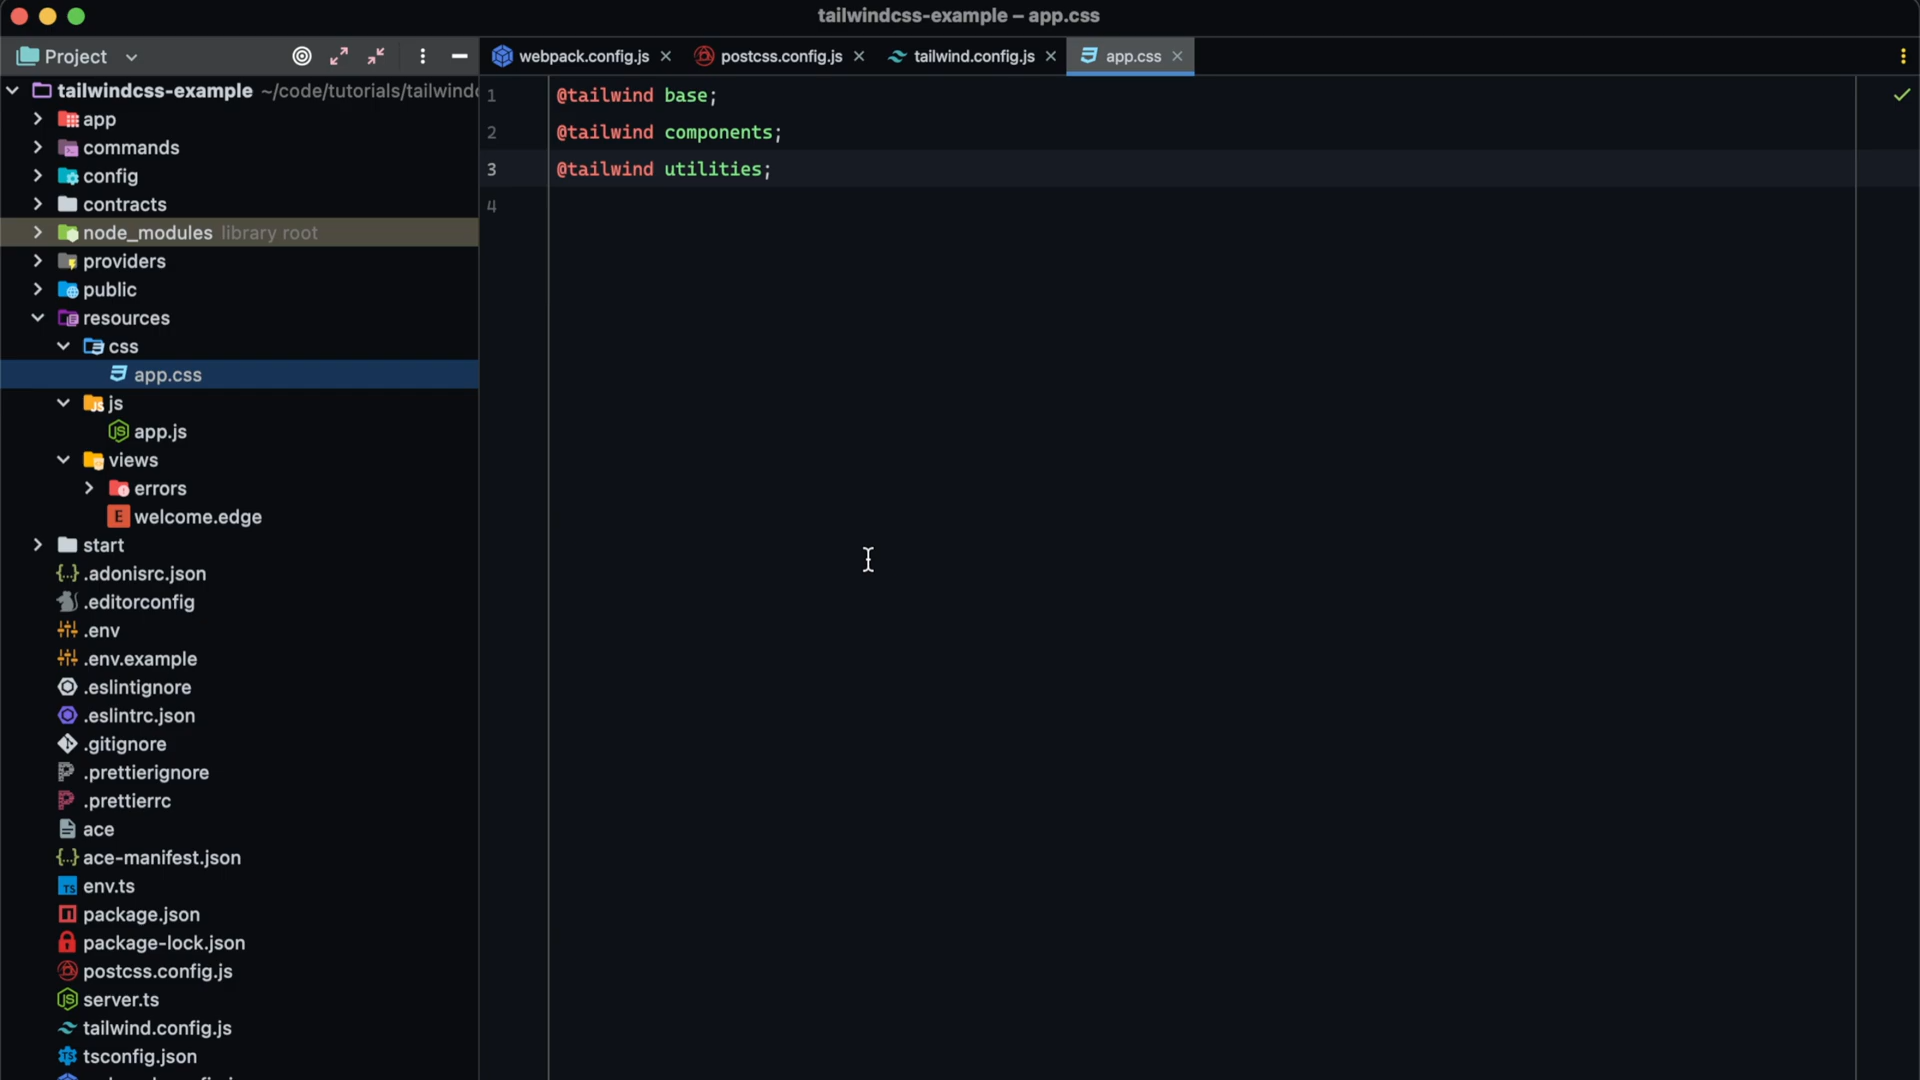 tailwindcss-example – app.css
Project
webpack.config.js
postcss.config.js
tailwind.config.js
app.css
tailwindcss-example ~/code/tutorials/tailwindc
app
commands
config
contracts
node_modules library root
providers
public
resources
css
app.css
js
app.js
views
errors
welcome.edge
start
.adonisrc.json
.editorconfig
.env
.env.example
.eslintignore
.eslintrc.json
.gitignore
.prettierignore
.prettierrc
ace
ace-manifest.json
env.ts
package.json
package-lock.json
postcss.config.js
server.ts
tailwind.config.js
tsconfig.json
1 @tailwind base;
2 @tailwind components;
3 @tailwind utilities;
4